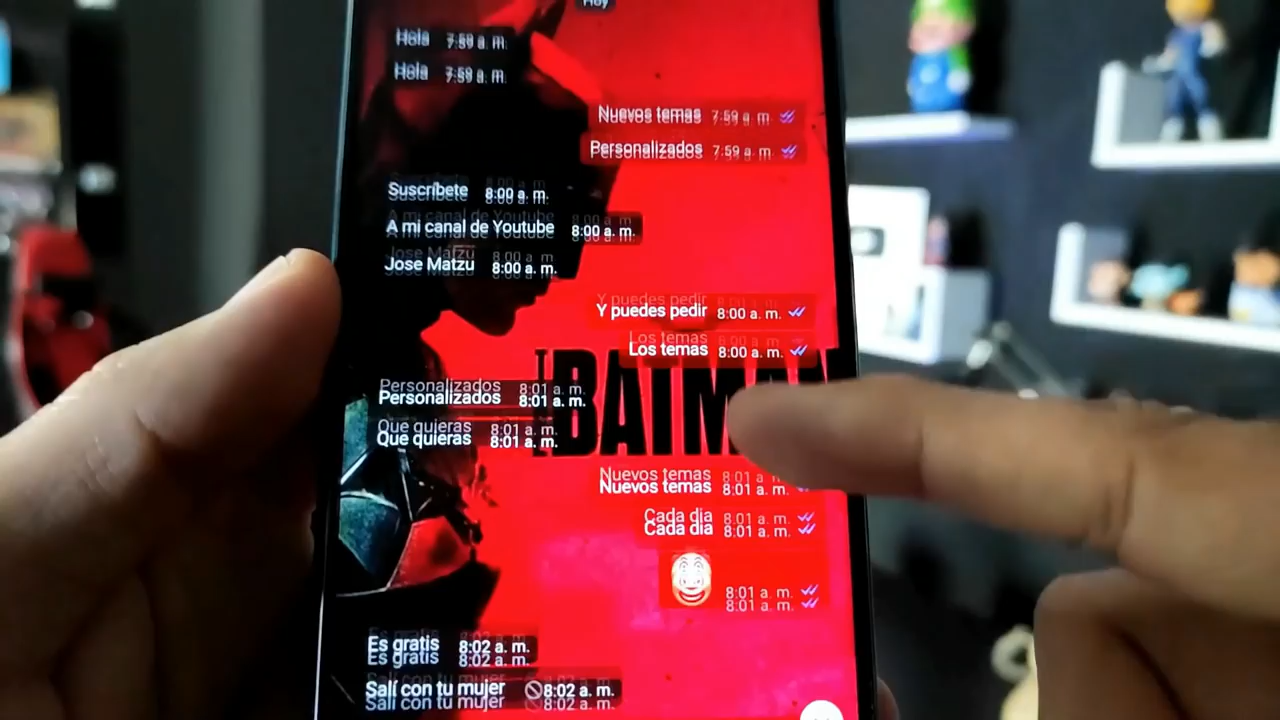 Hoy
Hola 7:59 a. m.
Hola 7:59 a. m.
Nuevos temas 7:59 a. m.
Personalizados 7:59 a. m.
Suscríbete 8:00 a. m.
A mi canal de Youtube 8:00 a. m.
Jose Matzu 8:00 a. m.
Y puedes pedir 8:00 a. m.
Los temas 8:00 a. m.
THE BATMAN
Personalizados 8:01 a. m.
Que quieras 8:01 a. m.
Nuevos temas 8:01 a. m.
Cada dia 8:01 a. m.
8:01 a. m.
Es gratis 8:02 a. m.
Salí con tu mujer 8:02 a. m.